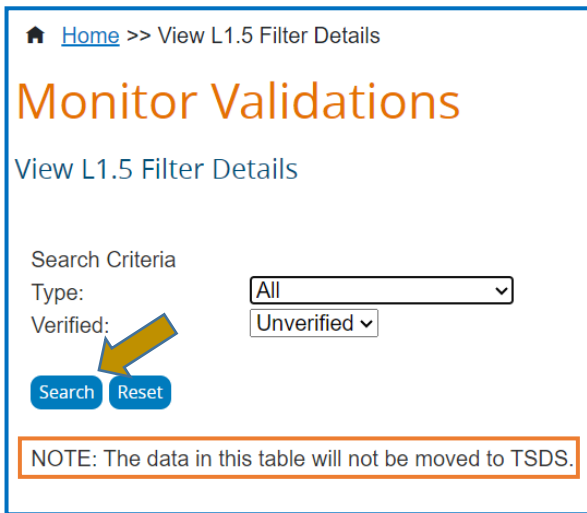 Home >> View L1.5 Filter Details
Monitor Validations
View L1.5 Filter Details
Search Criteria
Type: All
Verified: Unverified
Search Reset
NOTE: The data in this table will not be moved to TSDS.